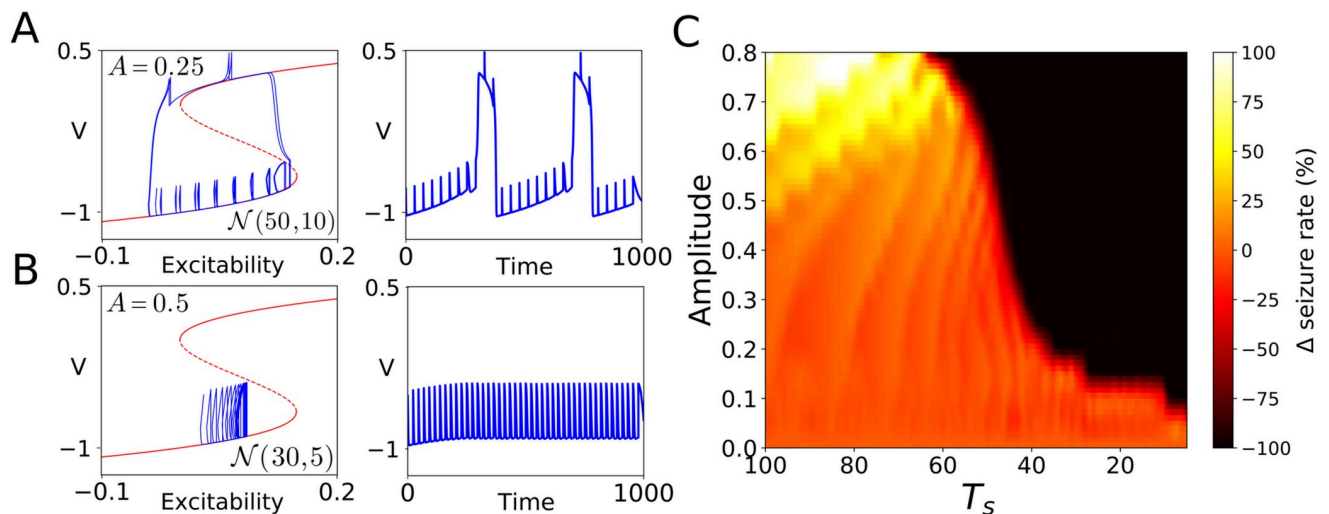 A
0.5
A = 0.25
V
−1
N(50,10)
−0.1
Excitability
0.2
0.5
V
−1
0
Time
1000
B
0.5
A = 0.5
V
−1
N(30,5)
−0.1
Excitability
0.2
0.5
V
−1
0
Time
1000
C
0.8
0.7
0.6
0.5
0.4
0.3
0.2
0.1
0.0
Amplitude
100
80
60
40
20
T_s
100
75
50
25
0
−25
−50
−75
−100
Δ seizure rate (%)